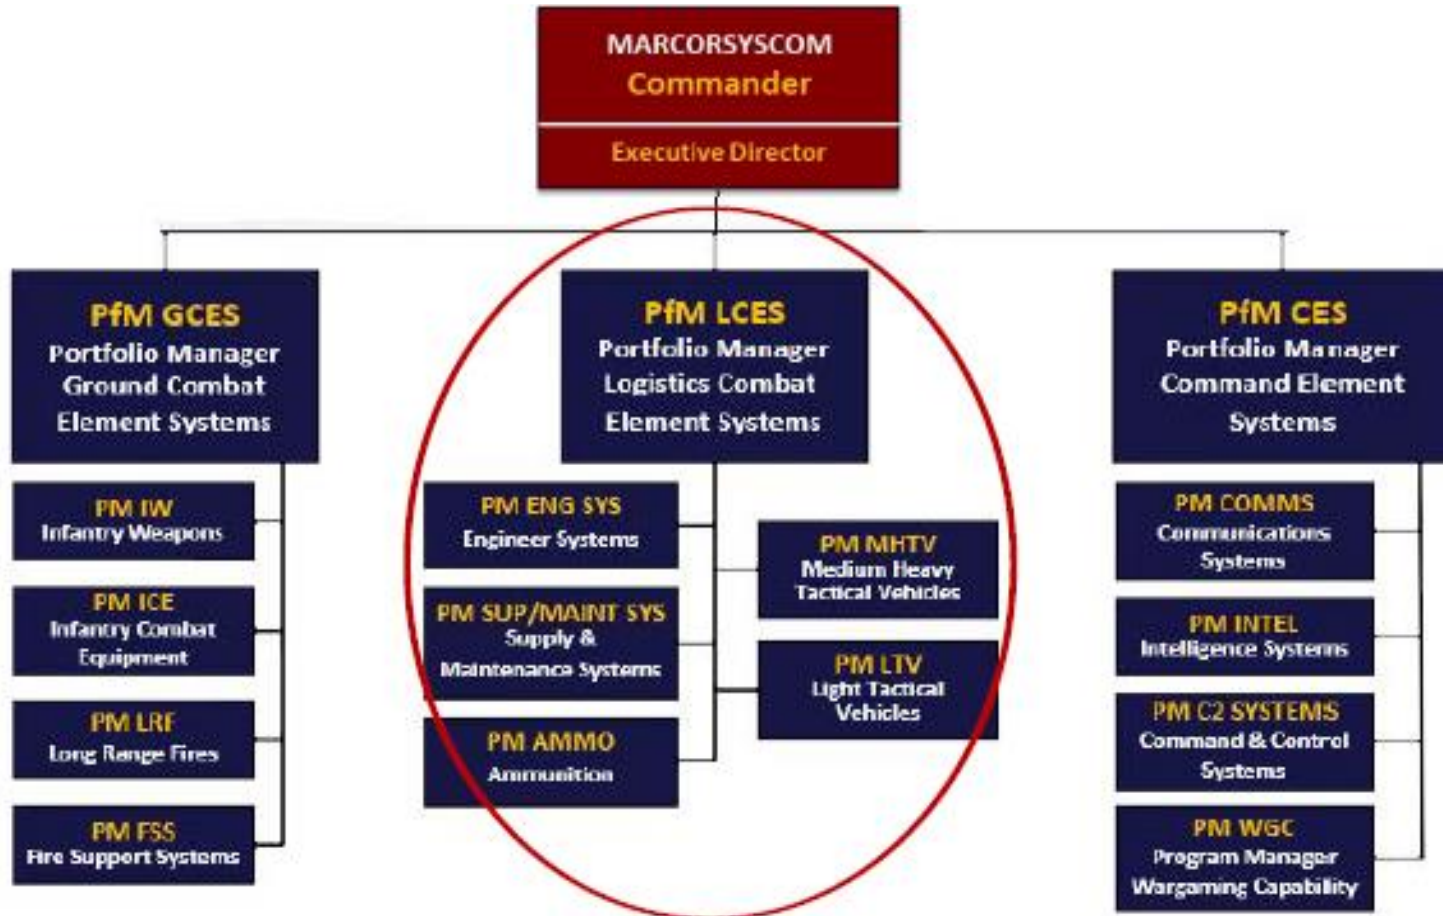 MARCORSYSCOM
Commander
Executive Director
PfM GCES
Portfolio Manager
Ground Combat
Element Systems
PM IW
Infantry Weapons
PM ICE
Infantry Combat
Equipment
PM LRF
Long Range Fires
PM FSS
Fire Support Systems
PfM LCES
Portfolio Manager
Logistics Combat
Element Systems
PM ENG SYS
Engineer Systems
PM SUP/MAINT SYS
Supply &
Maintenance Systems
PM AMMO
Ammunition
PM MHTV
Medium Heavy
Tactical Vehicles
PM LTV
Light Tactical
Vehicles
PfM CES
Portfolio Manager
Command Element
Systems
PM COMMS
Communications
Systems
PM INTEL
Intelligence Systems
PM C2 SYSTEMS
Command & Control
Systems
PM WGC
Program Manager
Wargaming Capability